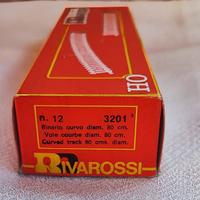 HO
n. 12 3201
Binario curvo diam. 80 cm.
Voie courbe diam. 80 cm.
Curved track 80 cms. diam.
RIVAROSSI